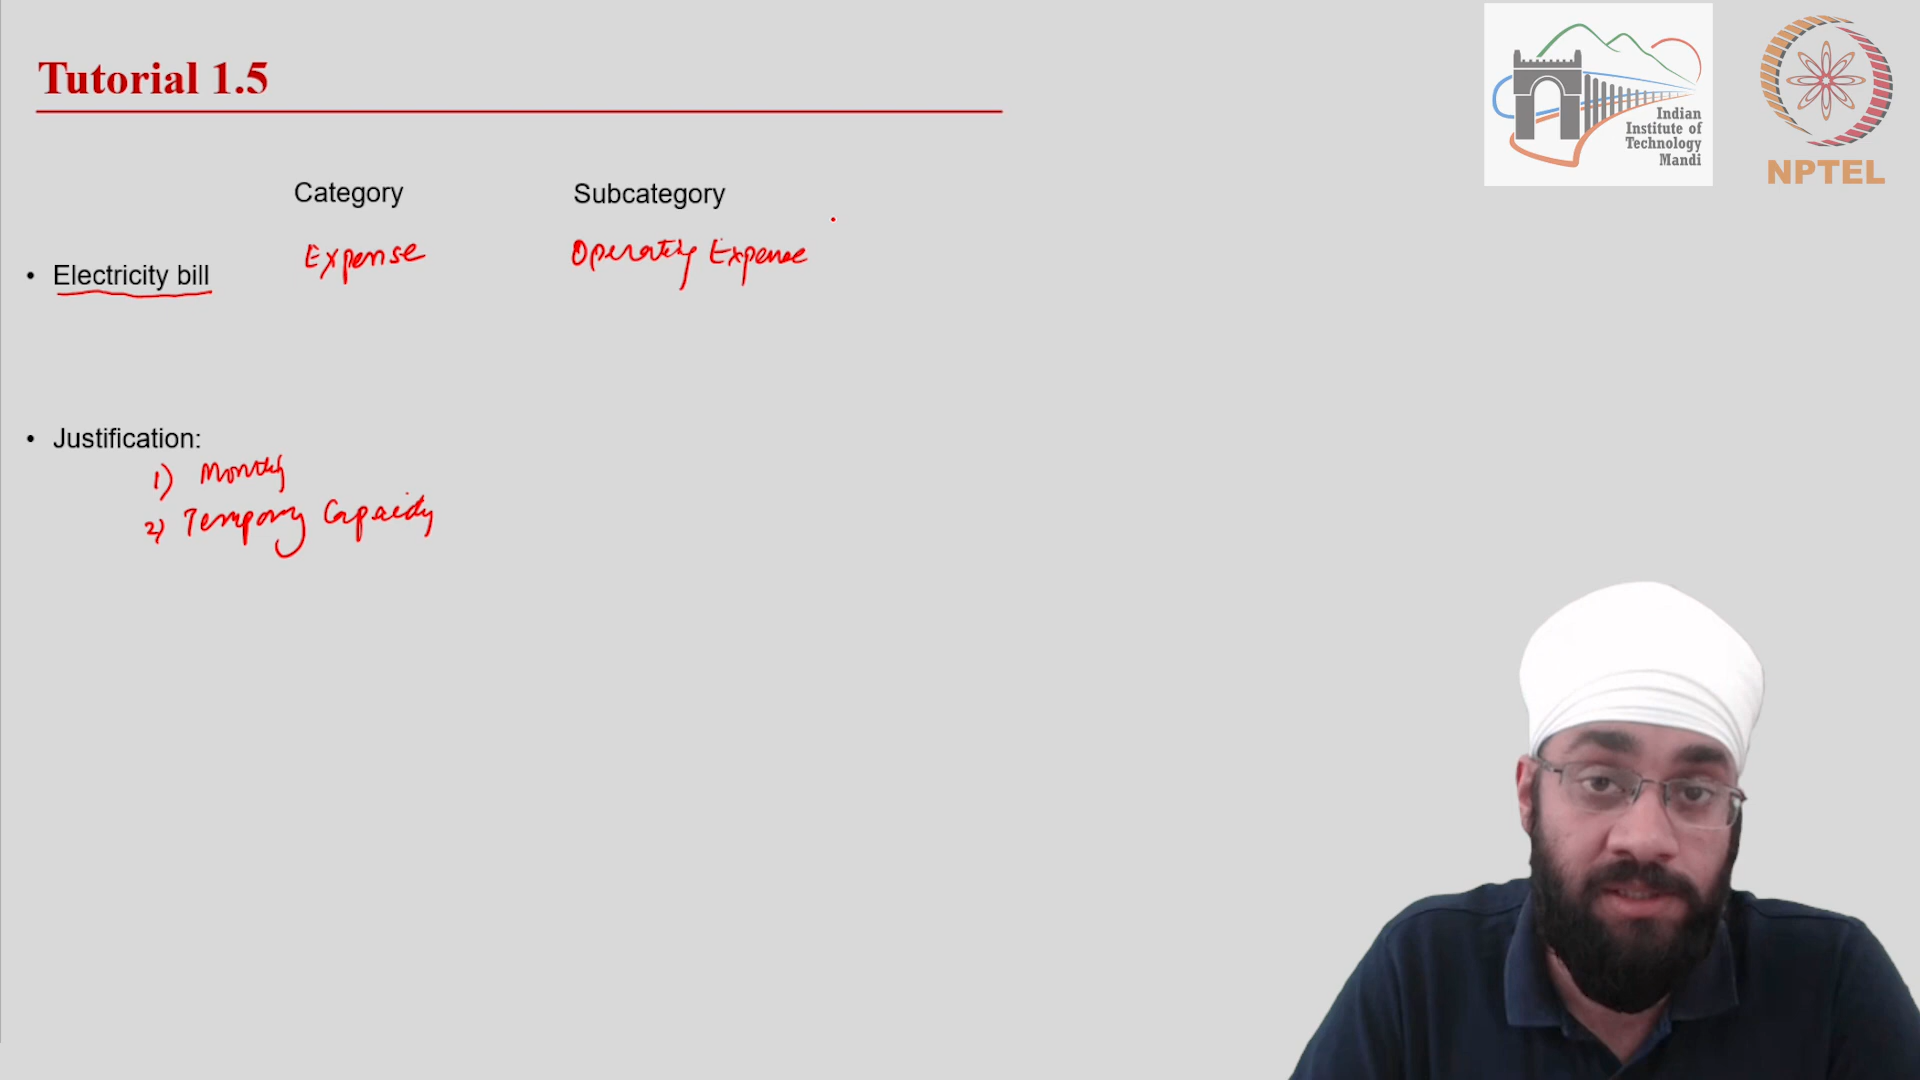 Tutorial 1.5
Indian
Institute of
Technology
Mandi
NPTEL
Category Subcategory
Expense Operating Expense
• Electricity bill
• Justification:
1) Monthly
2) Temporary Capacity